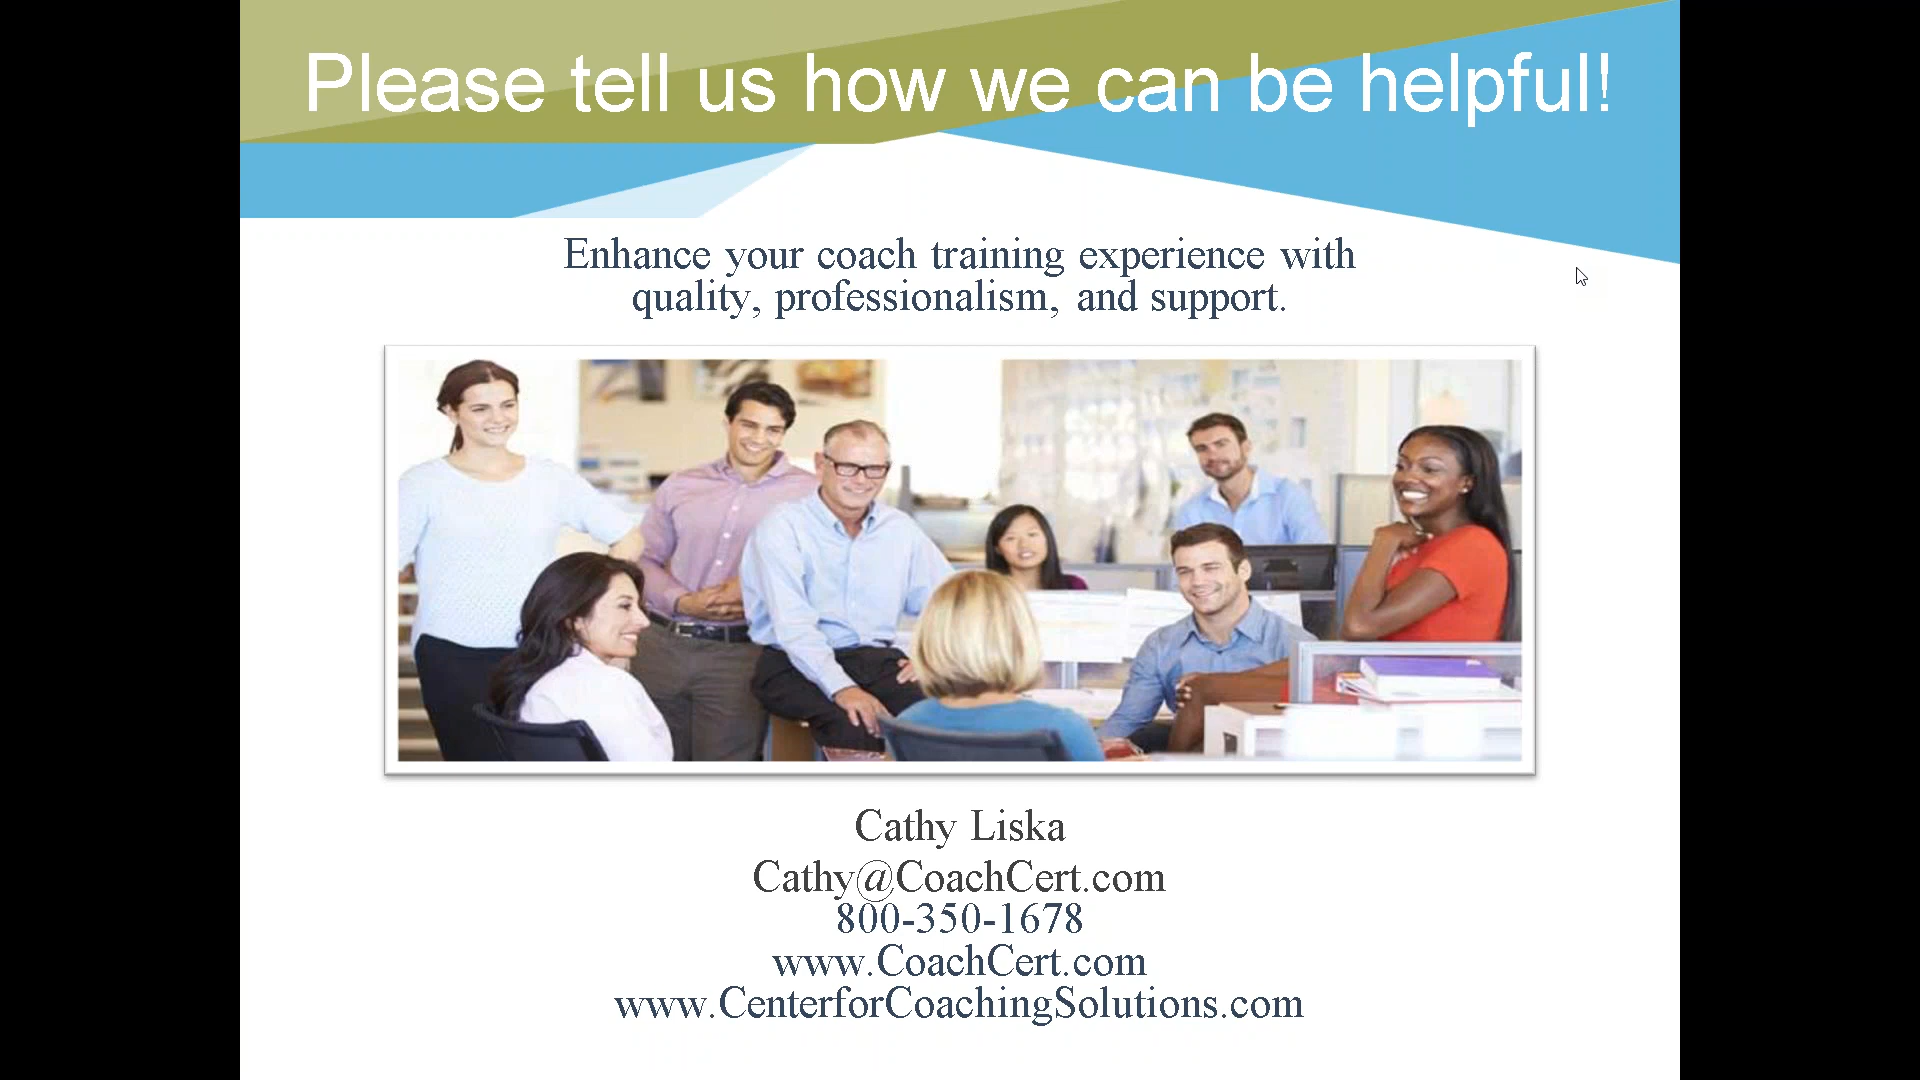 Please tell us how we can be helpful!
Enhance your coach training experience with
quality, professionalism, and support.
Cathy Liska
Cathy@CoachCert.com
800-350-1678
www.CoachCert.com
www.CenterforCoachingSolutions.com